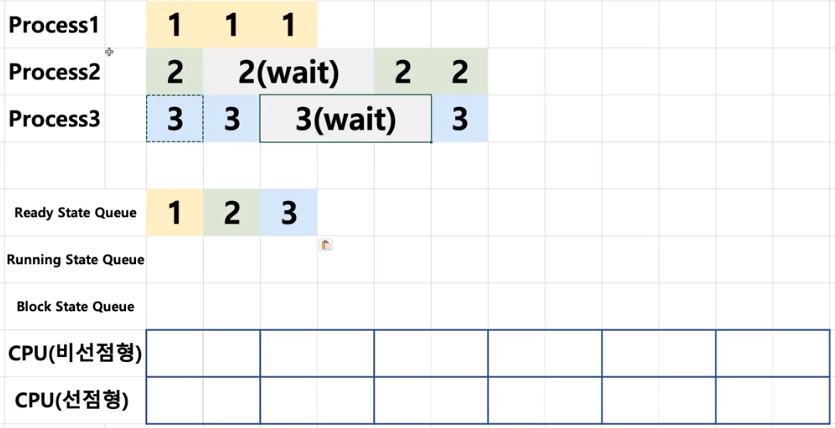 Process1 1 1 1
Process2 2 2(wait) 2 2
Process3 3 3 3(wait) 3
Ready State Queue 1 2 3
Running State Queue
Block State Queue
CPU(비선점형)
CPU(선점형)